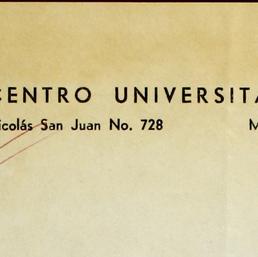 CENTRO UNIVERSITA
icolás San Juan No. 728 M